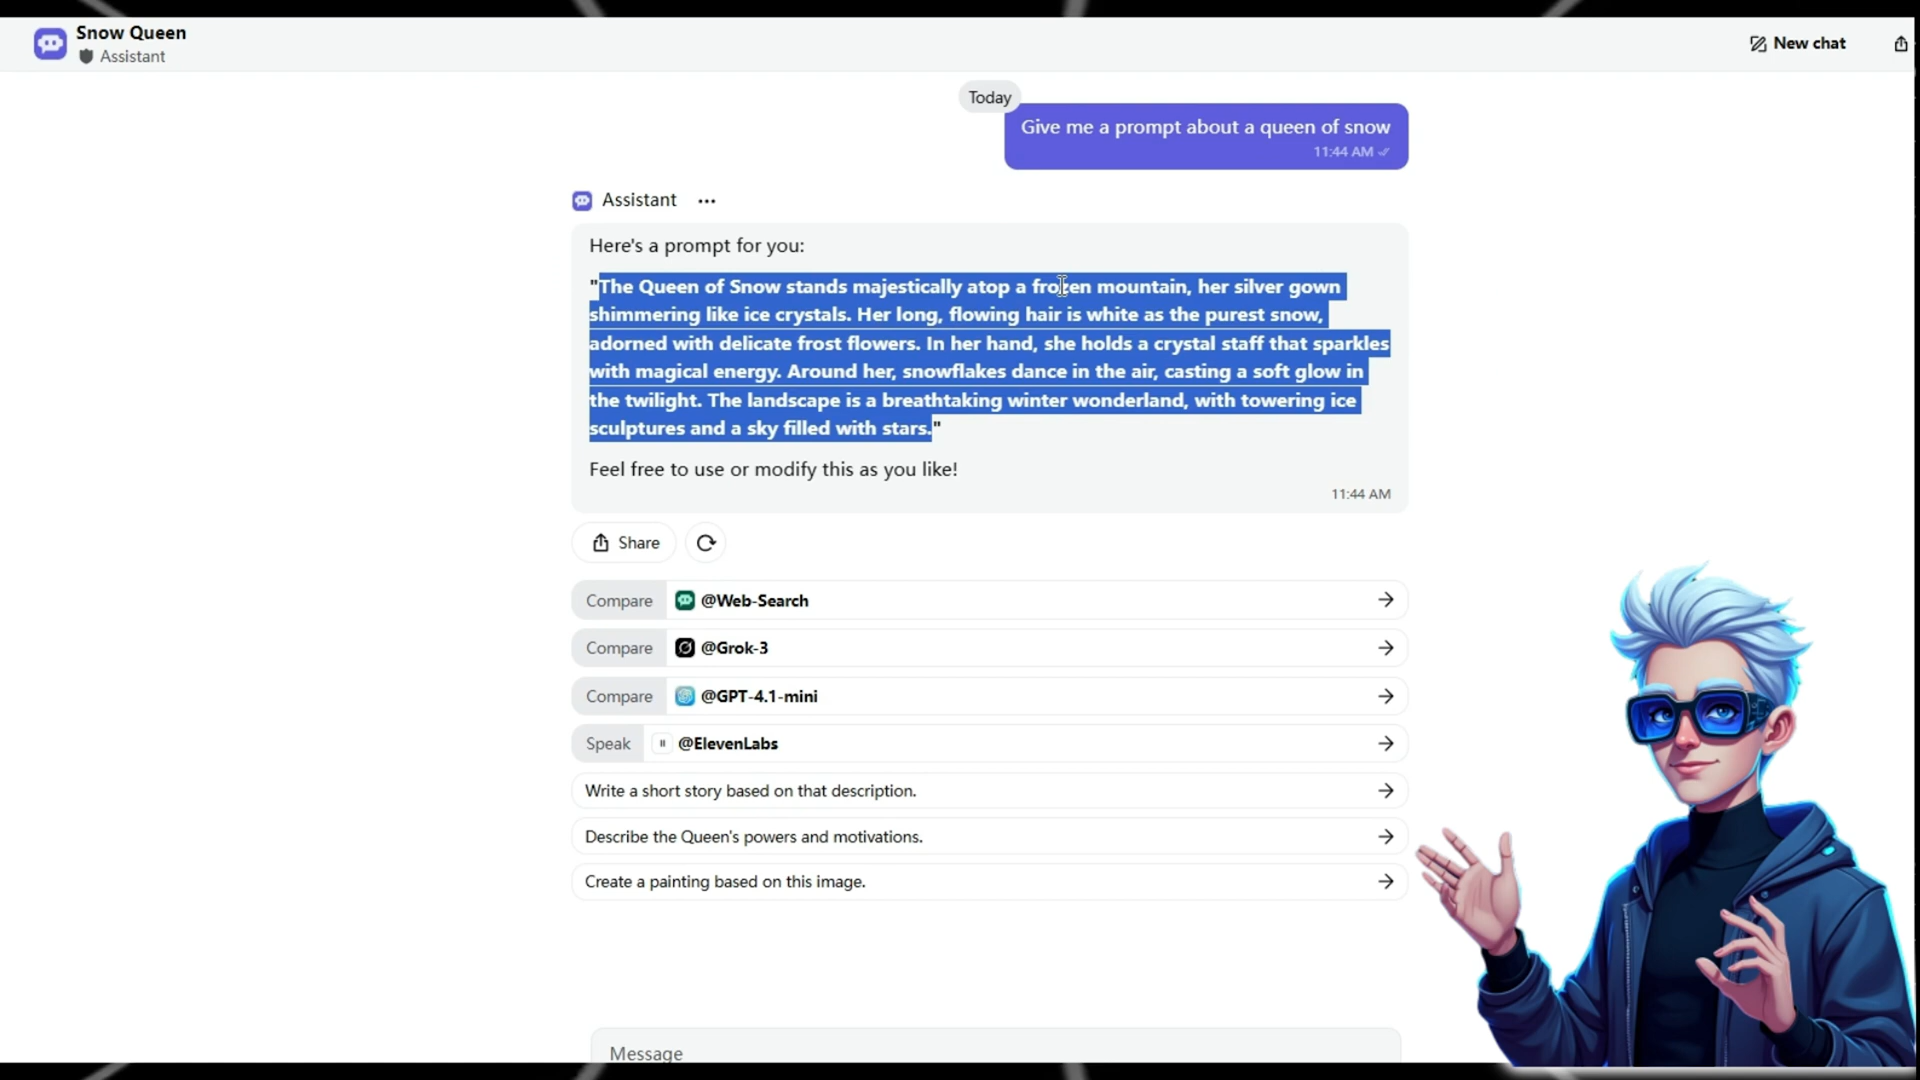 Snow Queen
Assistant
New chat
Today
Give me a prompt about a queen of snow
11:44 AM
Assistant
Here's a prompt for you:
"The Queen of Snow stands majestically atop a frozen mountain, her silver gown
shimmering like ice crystals. Her long, flowing hair is white as the purest snow,
adorned with delicate frost flowers. In her hand, she holds a crystal staff that sparkles
with magical energy. Around her, snowflakes dance in the air, casting a soft glow in
the twilight. The landscape is a breathtaking winter wonderland, with towering ice
sculptures and a sky filled with stars."
Feel free to use or modify this as you like!
11:44 AM
Share
Compare @Web-Search
Compare @Grok-3
Compare @GPT-4.1-mini
Speak @ElevenLabs
Write a short story based on that description.
Describe the Queen's powers and motivations.
Create a painting based on this image.
Message